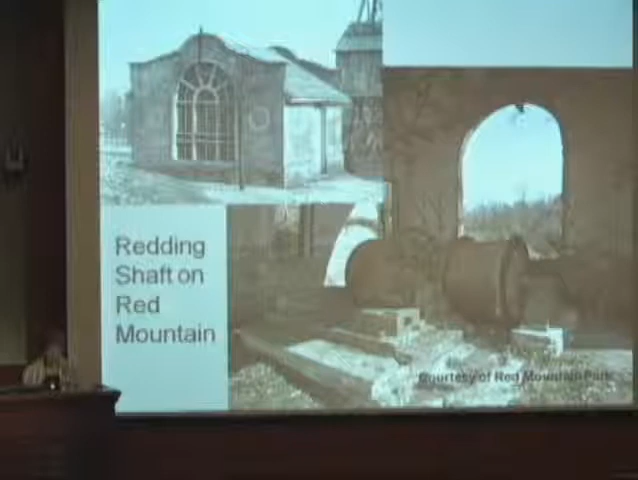 Redding
Shaft on
Red
Mountain
Courtesy of Red Mountain Park